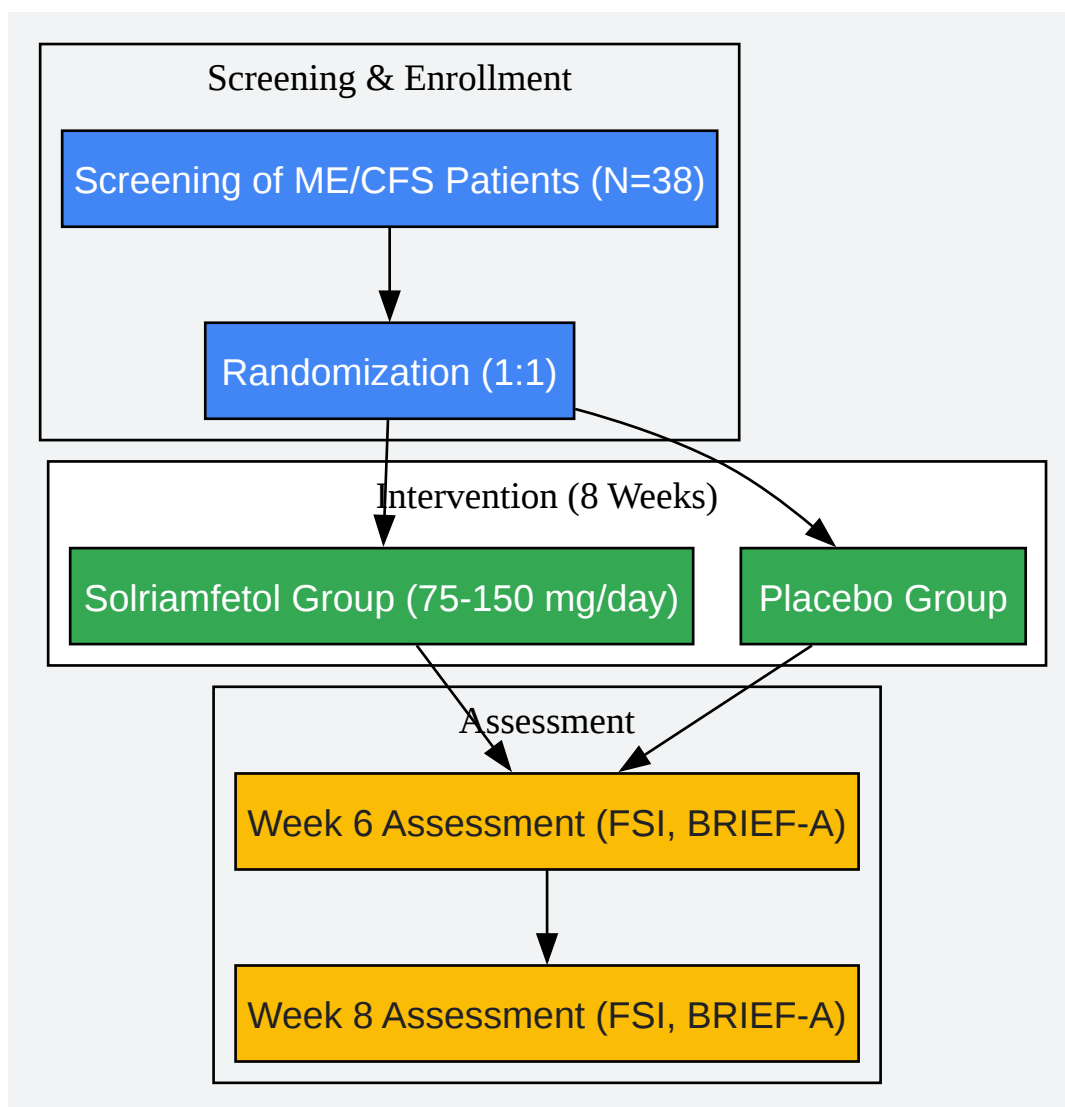 Screening & Enrollment
Screening of ME/CFS Patients (N=38)
Randomization (1:1)
Intervention (8 Weeks)
Solriamfetol Group (75-150 mg/day)
Placebo Group
Assessment
Week 6 Assessment (FSI, BRIEF-A)
Week 8 Assessment (FSI, BRIEF-A)